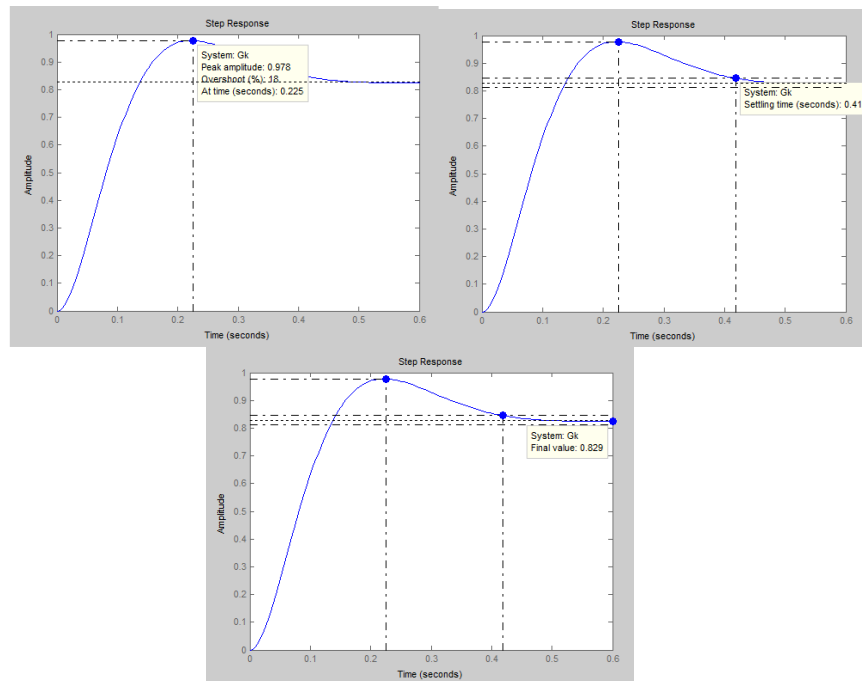 Step Response
1
0.9
0.8
0.7
0.6
0.5
0.4
0.3
0.2
0.1
0
Amplitude
System: Gk
Peak amplitude: 0.978
Overshoot (%): 18
At time (seconds): 0.225
0 0.1 0.2 0.3 0.4 0.5 0.6
Time (seconds)
Step Response
1
0.9
0.8
0.7
0.6
0.5
0.4
0.3
0.2
0.1
0
Amplitude
System: Gk
Settling time (seconds): 0.41
0 0.1 0.2 0.3 0.4 0.5 0.6
Time (seconds)
Step Response
1
0.9
0.8
0.7
0.6
0.5
0.4
0.3
0.2
0.1
0
Amplitude
System: Gk
Final value: 0.829
0 0.1 0.2 0.3 0.4 0.5 0.6
Time (seconds)